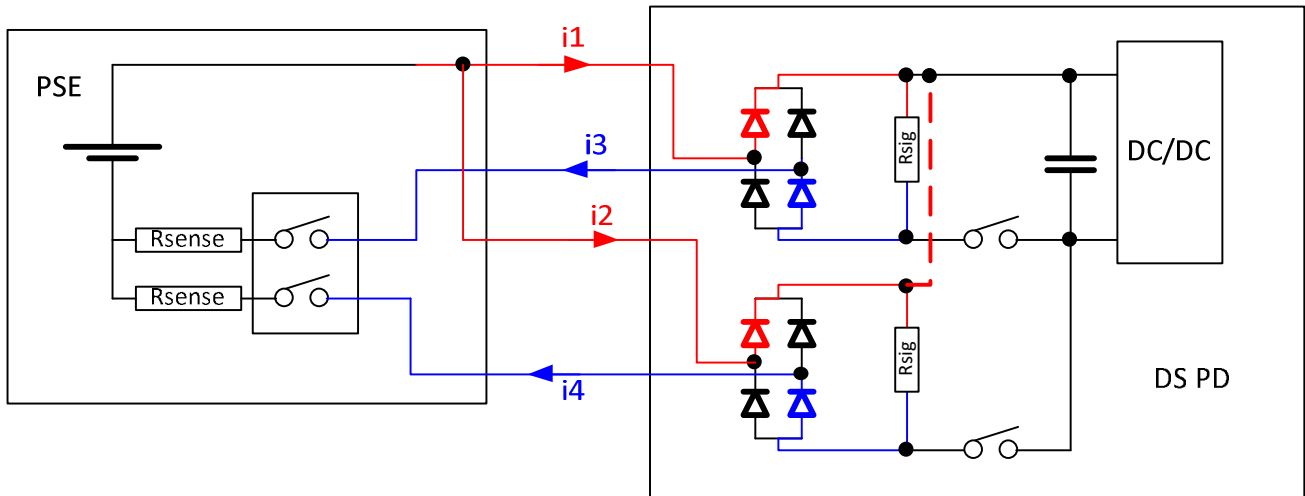 i1
PSE
i3
DC/DC
Rsig
i2
Rsense
Rsense
Rsig
i4
DS PD